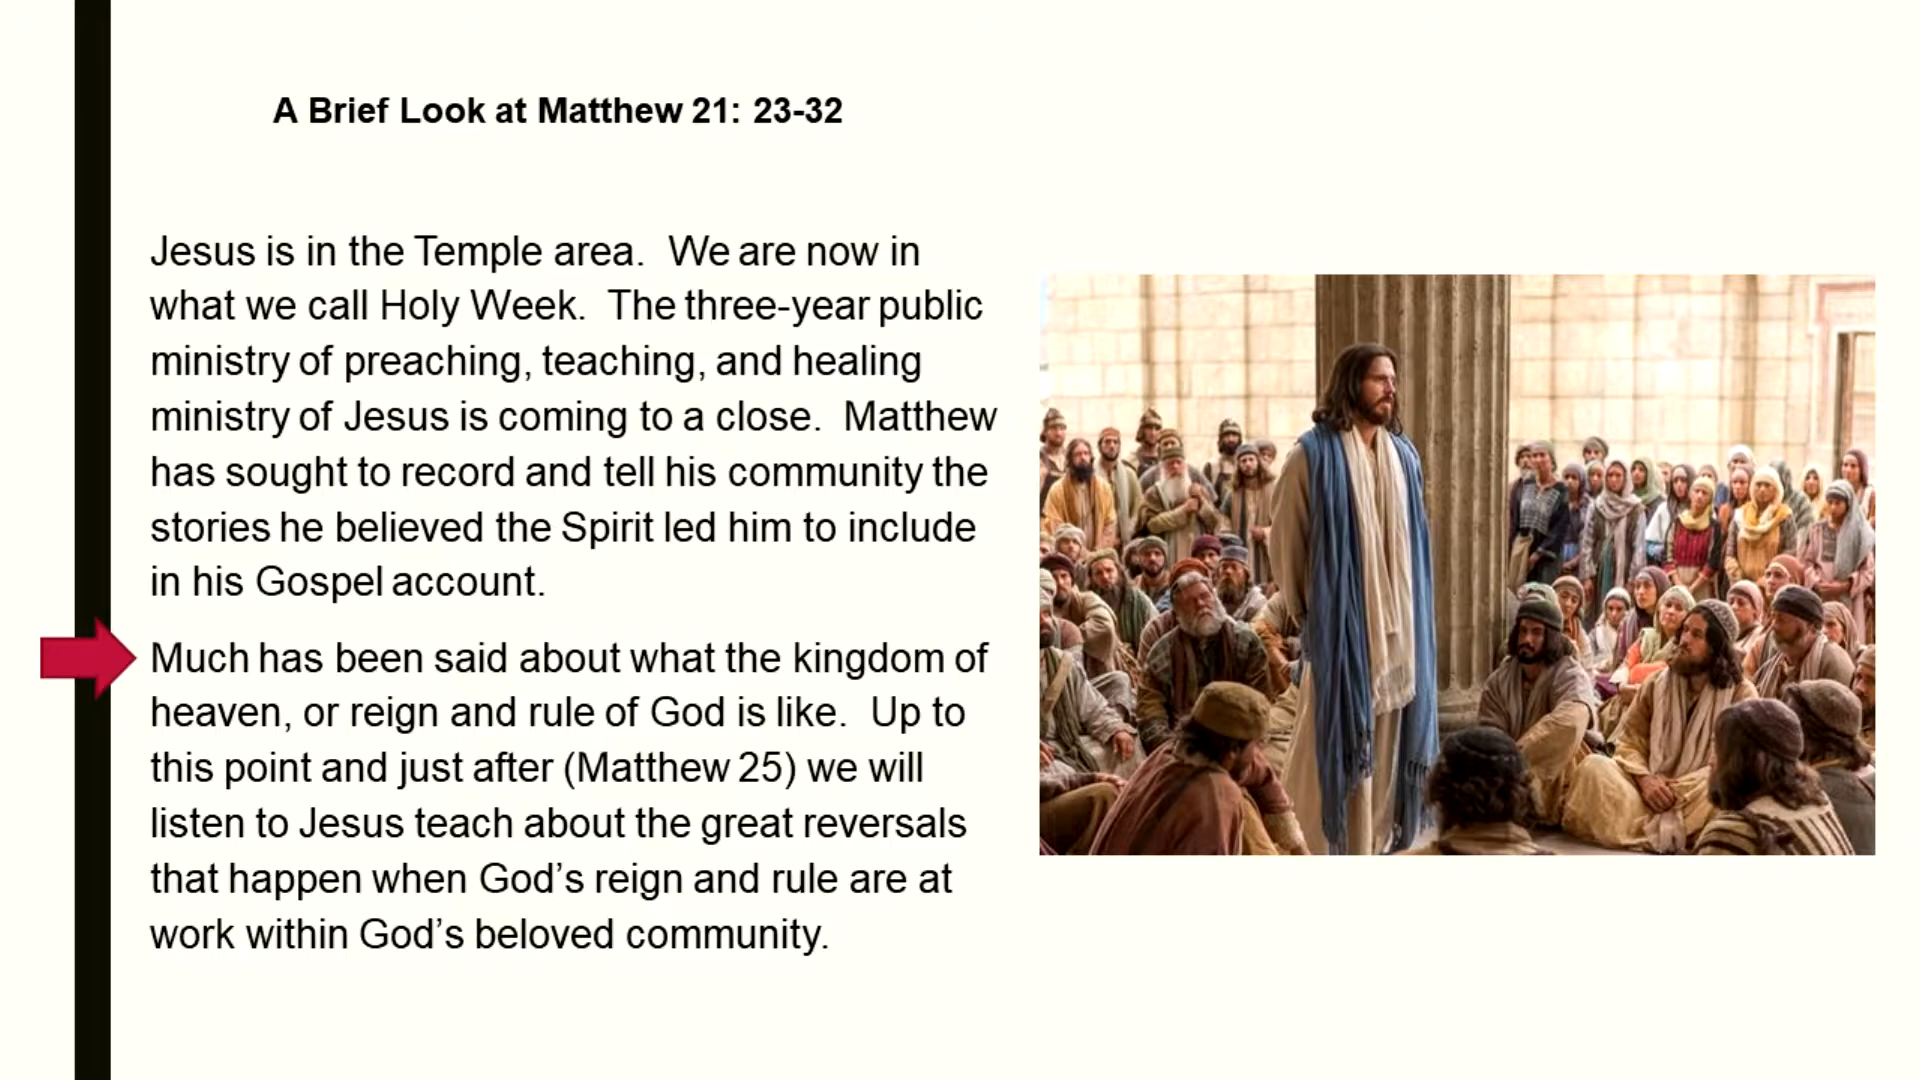 A Brief Look at Matthew 21: 23-32
Jesus is in the Temple area. We are now in
what we call Holy Week. The three-year public
ministry of preaching, teaching, and healing
ministry of Jesus is coming to a close. Matthew
has sought to record and tell his community the
stories he believed the Spirit led him to include
in his Gospel account.
Much has been said about what the kingdom of
heaven, or reign and rule of God is like. Up to
this point and just after (Matthew 25) we will
listen to Jesus teach about the great reversals
that happen when God’s reign and rule are at
work within God’s beloved community.